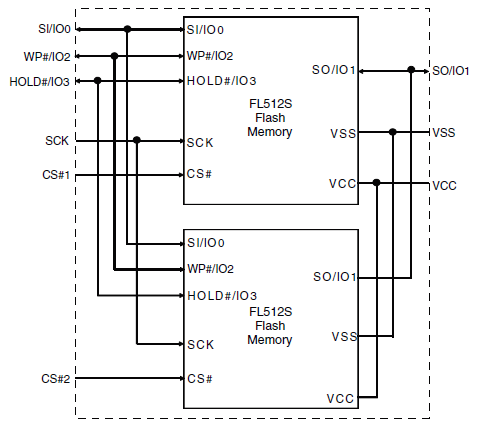 SI/IO0
WP#/IO2
HOLD#/IO3
SCK
CS#1
CS#2
SI/IO0
WP#/IO2
HOLD#/IO3
SO/IO1
FL512S
Flash
Memory
SCK
VSS
CS#
VCC
SO/IO1
VSS
VCC
SI/IO0
WP#/IO2
SO/IO1
HOLD#/IO3
FL512S
Flash
Memory
VSS
SCK
CS#
VCC